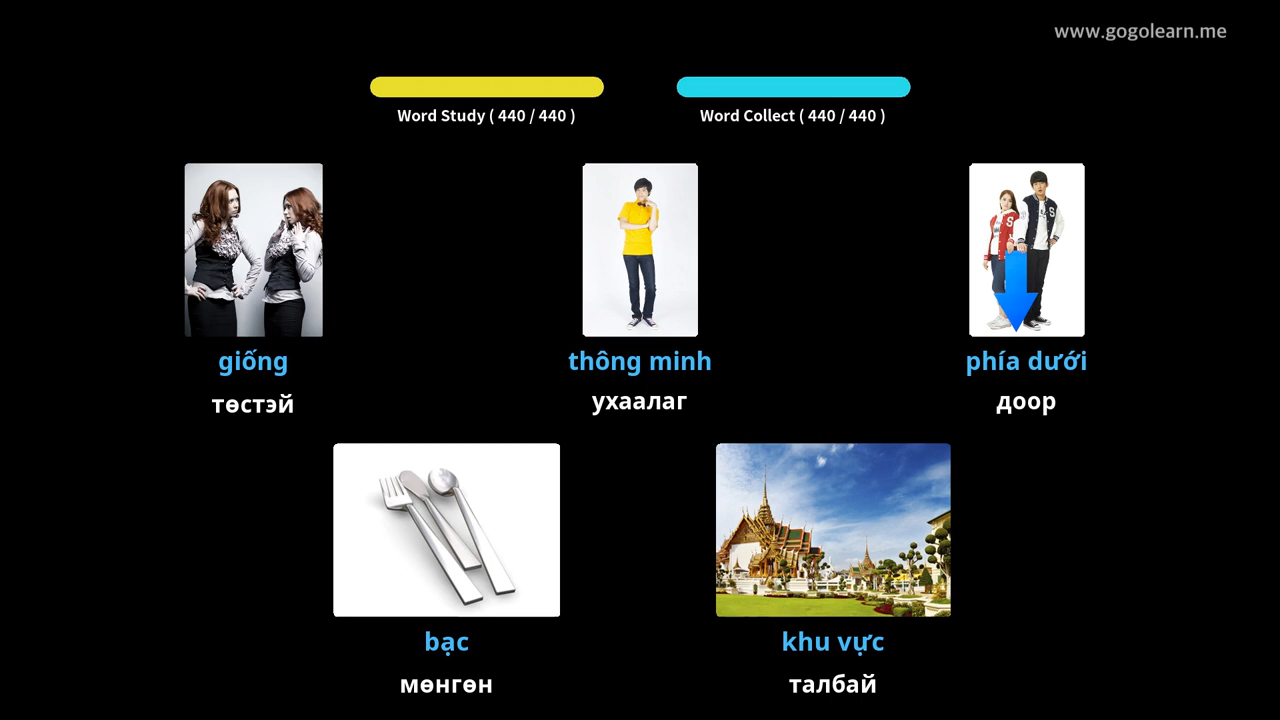 www.gogolearn.me
Word Study ( 440 / 440 )
Word Collect ( 440 / 440 )
giống
thông minh
phía dưới
төстэй
ухаалаг
доор
bạc
khu vực
мөнгөн
талбай